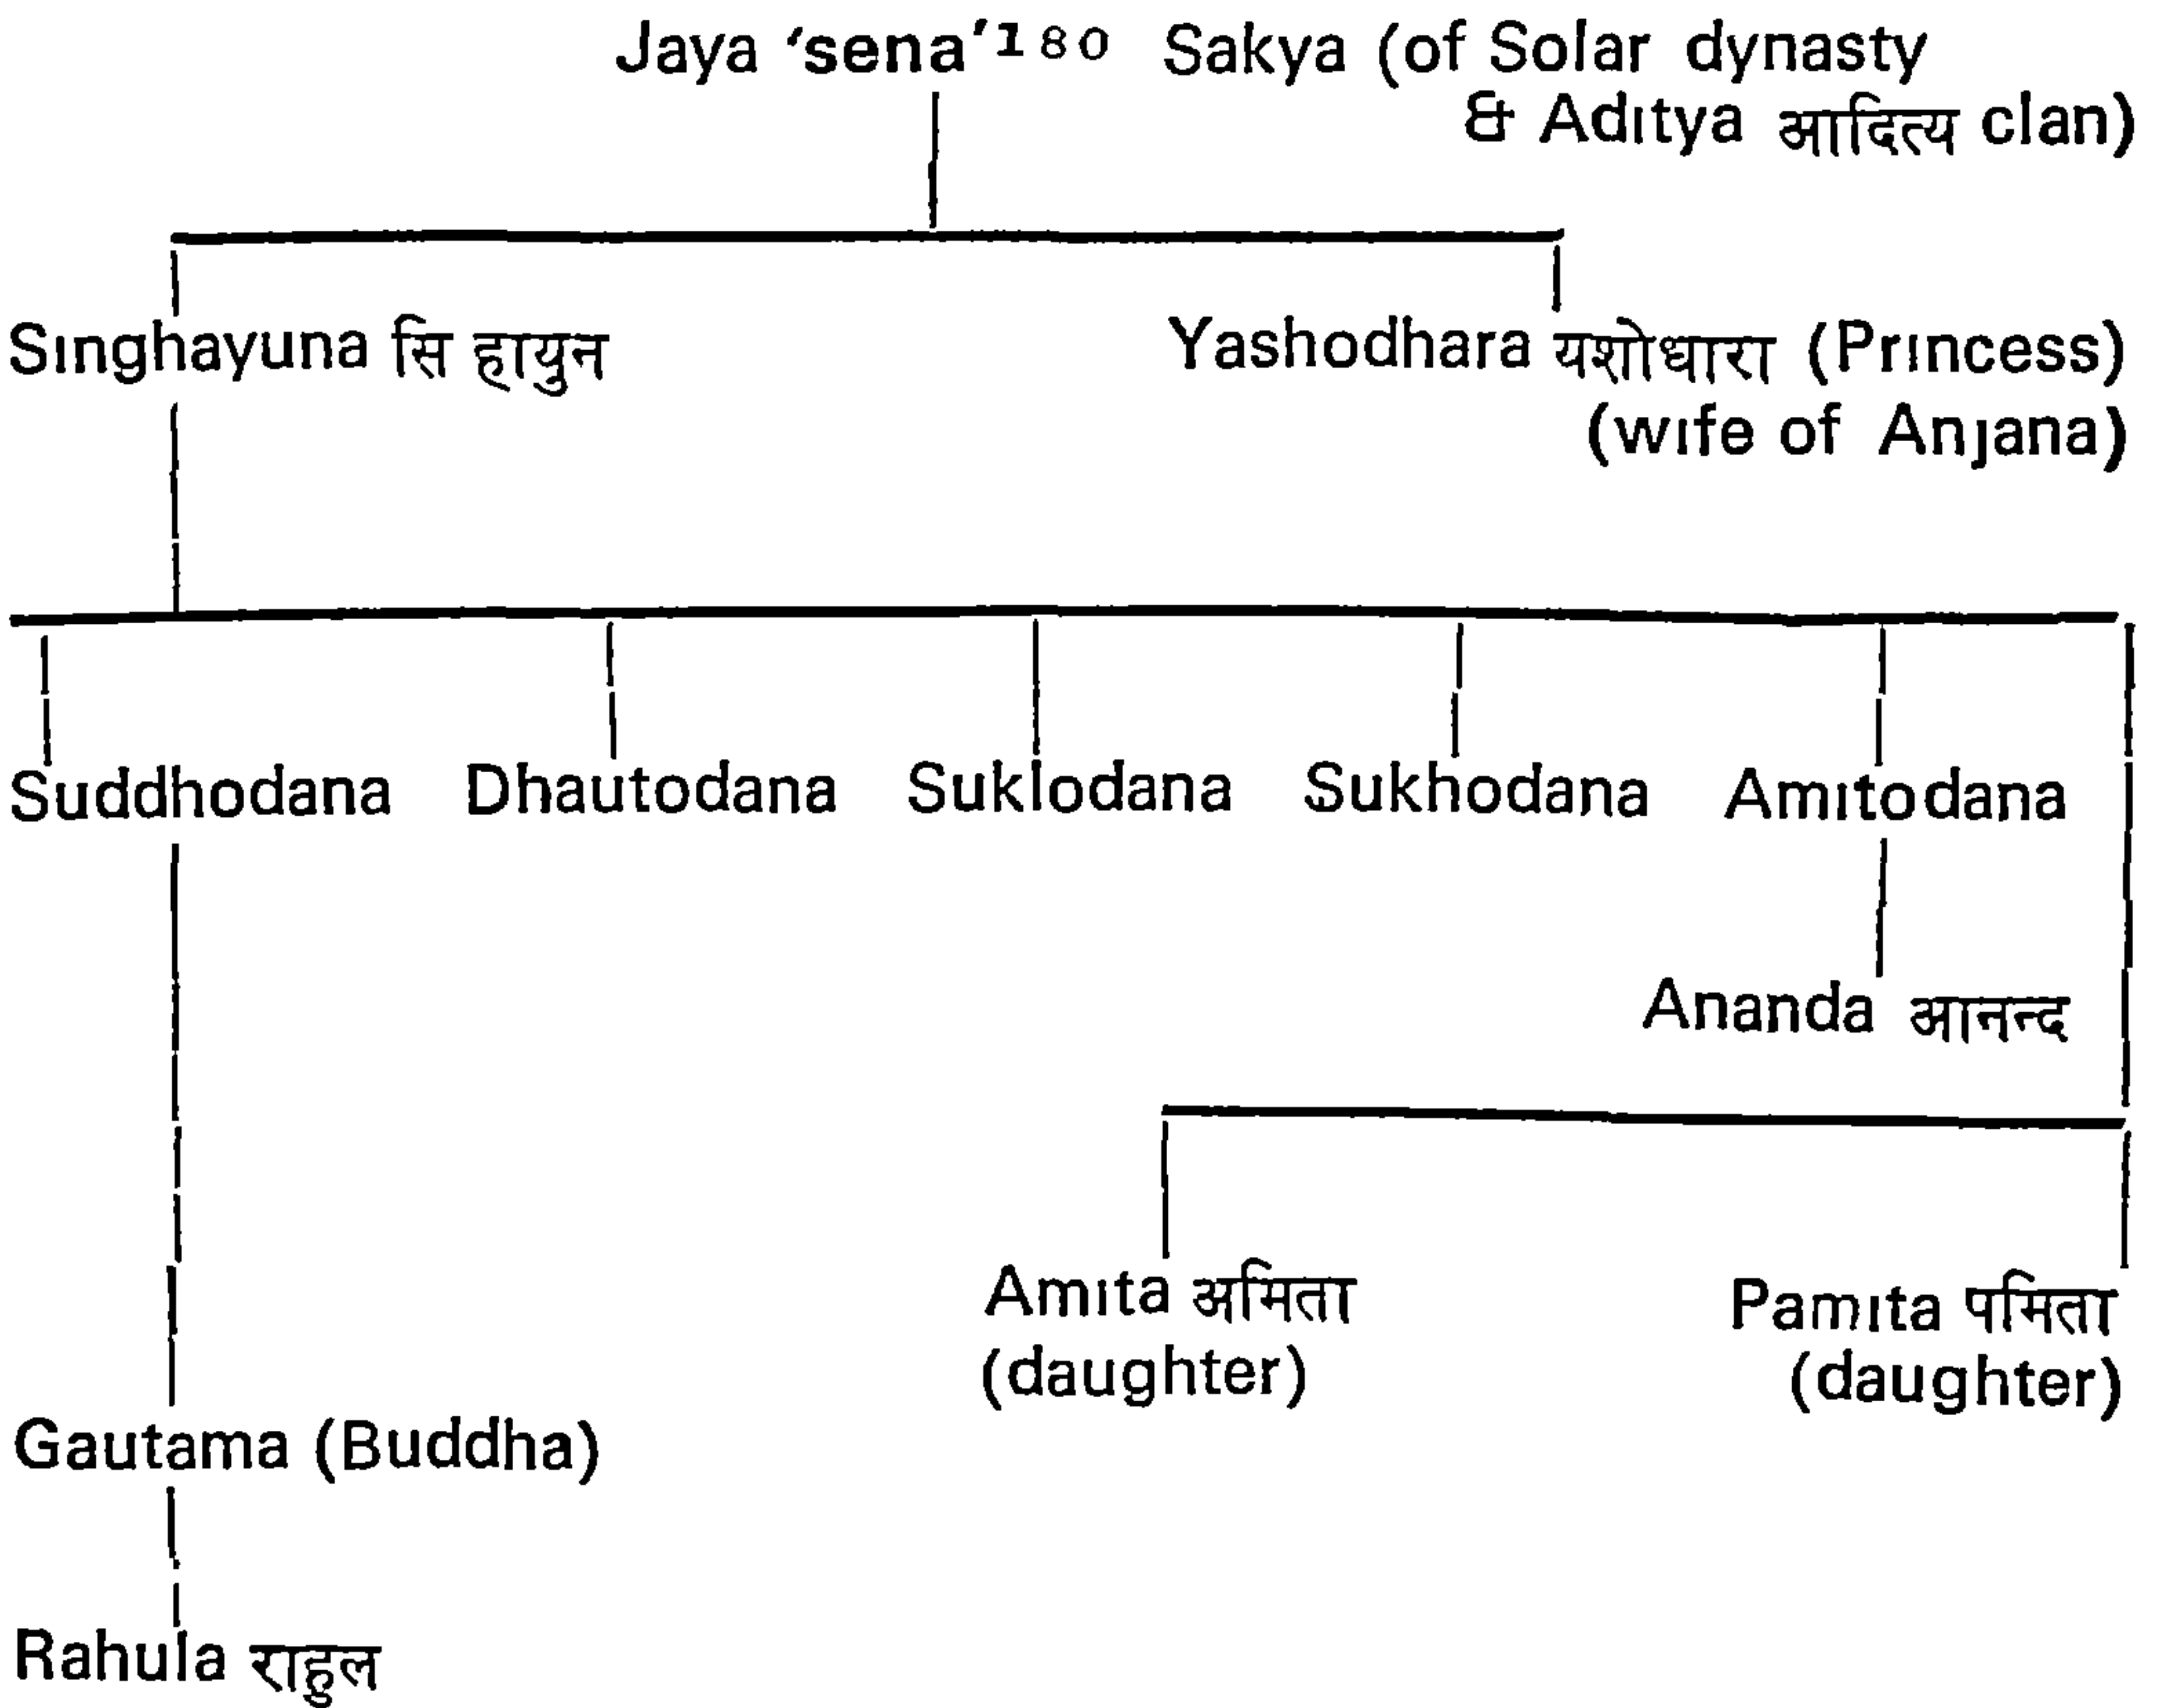 Jaya ‘sena’¹⁸⁰ Sakya (of Solar dynasty
& Aditya आदित्य clan)
Singhayuna सि हायुन Yashodhara यशोधारा (Princess)
(wife of Anjana)
Suddhodana Dhautodana Suklodana Sukhodana Amitodana
Ananda आनन्द
Amita अमिता Pamita पमिता
(daughter) (daughter)
Gautama (Buddha)
Rahula राहुल